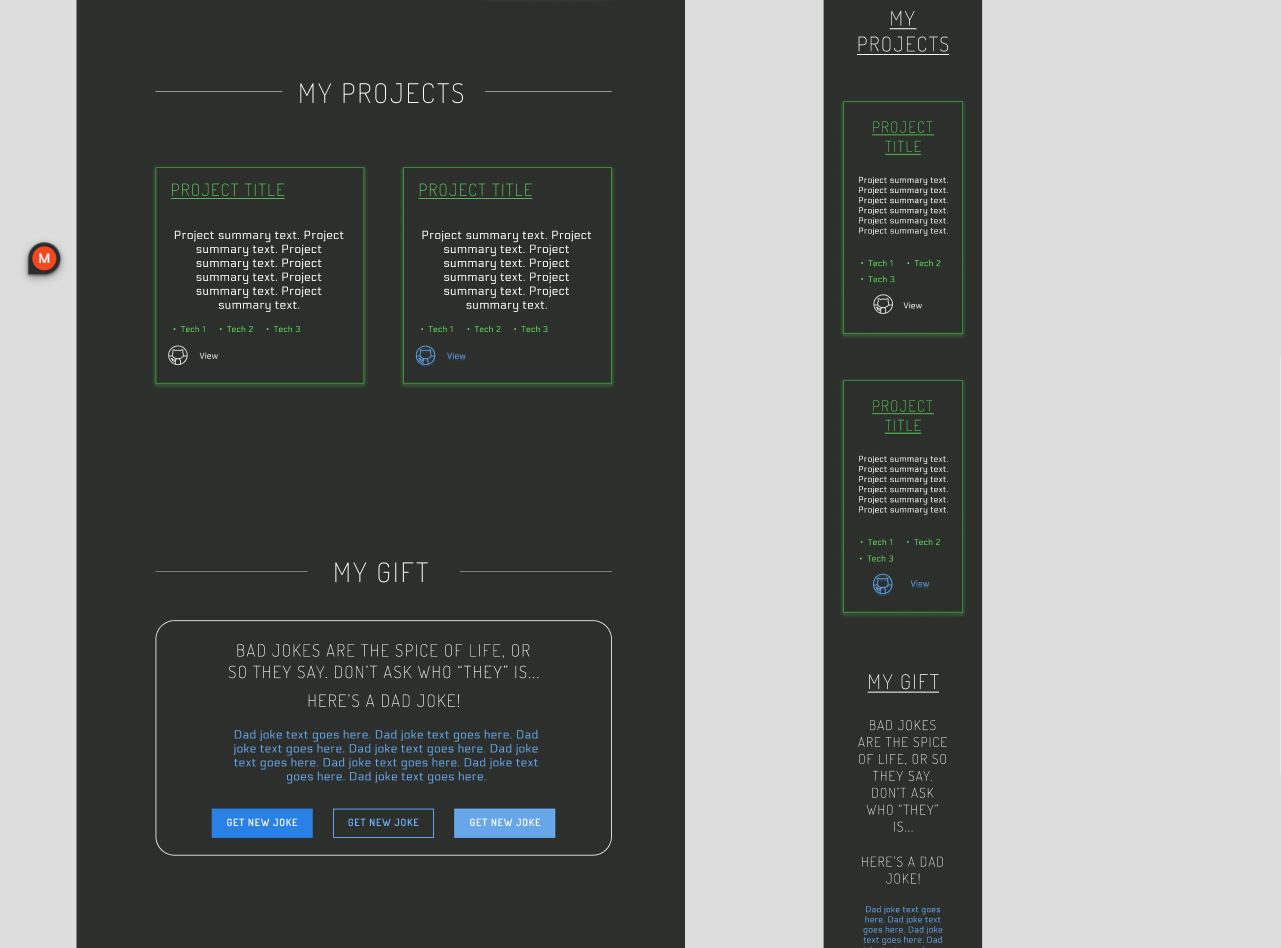 MY PROJECTS
PROJECT TITLE
Project summary text. Project
summary text. Project
summary text. Project
summary text. Project
summary text. Project
summary text.
• Tech 1 • Tech 2 • Tech 3
View
PROJECT TITLE
Project summary text. Project
summary text. Project
summary text. Project
summary text. Project
summary text. Project
summary text.
• Tech 1 • Tech 2 • Tech 3
View
M
MY GIFT
BAD JOKES ARE THE SPICE OF LIFE, OR
SO THEY SAY. DON'T ASK WHO “THEY” IS...
HERE'S A DAD JOKE!
Dad joke text goes here. Dad joke text goes here. Dad
joke text goes here. Dad joke text goes here. Dad joke
text goes here. Dad joke text goes here. Dad joke text
goes here. Dad joke text goes here.
GET NEW JOKE
GET NEW JOKE
GET NEW JOKE
MY
PROJECTS
PROJECT
TITLE
Project summary text.
Project summary text.
Project summary text.
Project summary text.
Project summary text.
Project summary text.
• Tech 1 • Tech 2
• Tech 3
View
PROJECT
TITLE
Project summary text.
Project summary text.
Project summary text.
Project summary text.
Project summary text.
Project summary text.
• Tech 1 • Tech 2
• Tech 3
View
MY GIFT
BAD JOKES
ARE THE SPICE
OF LIFE, OR SO
THEY SAY.
DON'T ASK
WHO “THEY”
IS...
HERE'S A DAD
JOKE!
Dad joke text goes
here. Dad joke text
goes here. Dad joke
text goes here. Dad